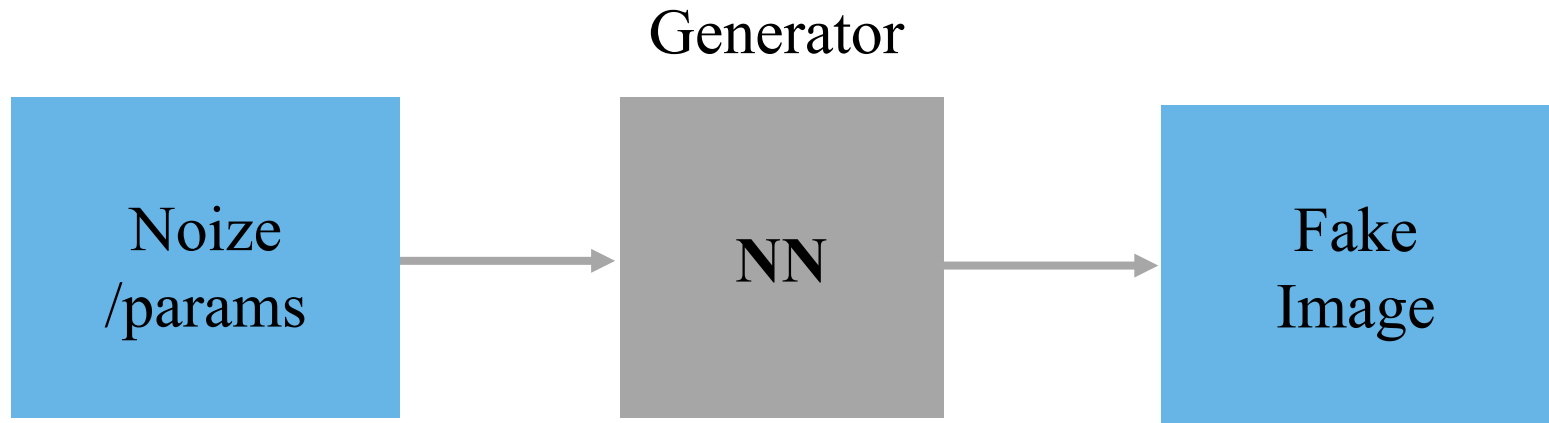 Generator
Noize
/params
NN
Fake
Image